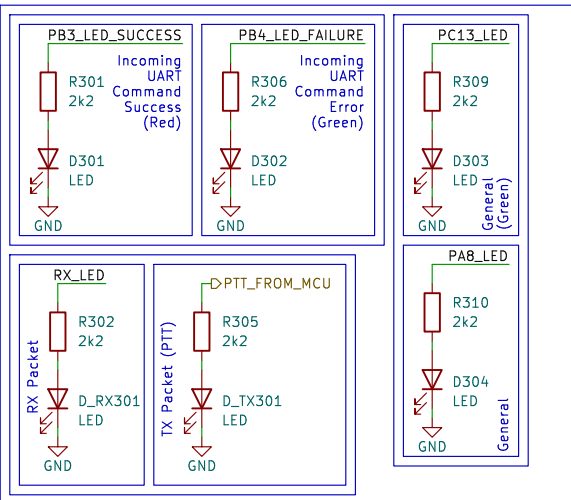 PB3_LED_SUCCESS
Incoming
UART
Command
Success
(Red)
R301
2k2
D301
LED
GND
PB4_LED_FAILURE
Incoming
UART
Command
Error
(Green)
R306
2k2
D302
LED
GND
PC13_LED
R309
2k2
D303
LED
General
(Green)
GND
RX_LED
R302
2k2
RX Packet
D_RX301
LED
GND
PTT_FROM_MCU
R305
2k2
TX Packet (PTT)
D_TX301
LED
GND
PA8_LED
R310
2k2
D304
LED
General
GND